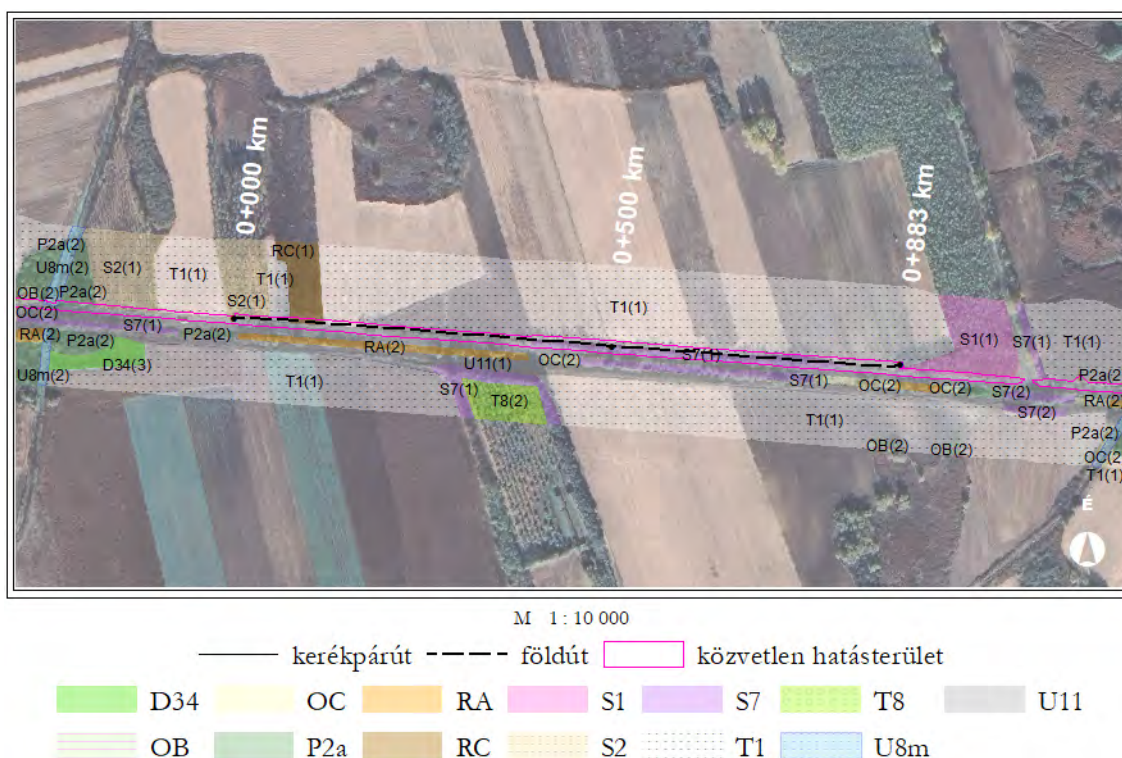 0+000 km
0+500 km
0+883 km
P2a(2)
U8m(2)
OB(2) P2a(2)
OC(2)
RA(2)
P2a(2)
U8m(2)
S2(1)
S7(1)
D34(3)
T1(1)
P2a(2)
S2(1)
T1(1)
RC(1)
T1(1)
RA(2)
U11(1)
S7(1)
T8(2)
OC(2)
T1(1)
S7(1)
S7(1)
T1(1)
OC(2)
OB(2)
OC(2)
OB(2)
S1(1)
S7(1)
T1(1)
S7(2)
S7(2)
P2a(2)
RA(2)
P2a(2)
OC(2)
T1(1)
É
M 1 : 10 000
kerékpárút földút közvetlen hatásterület
D34 OC RA S1 S7 T8 U11
OB P2a RC S2 T1 U8m